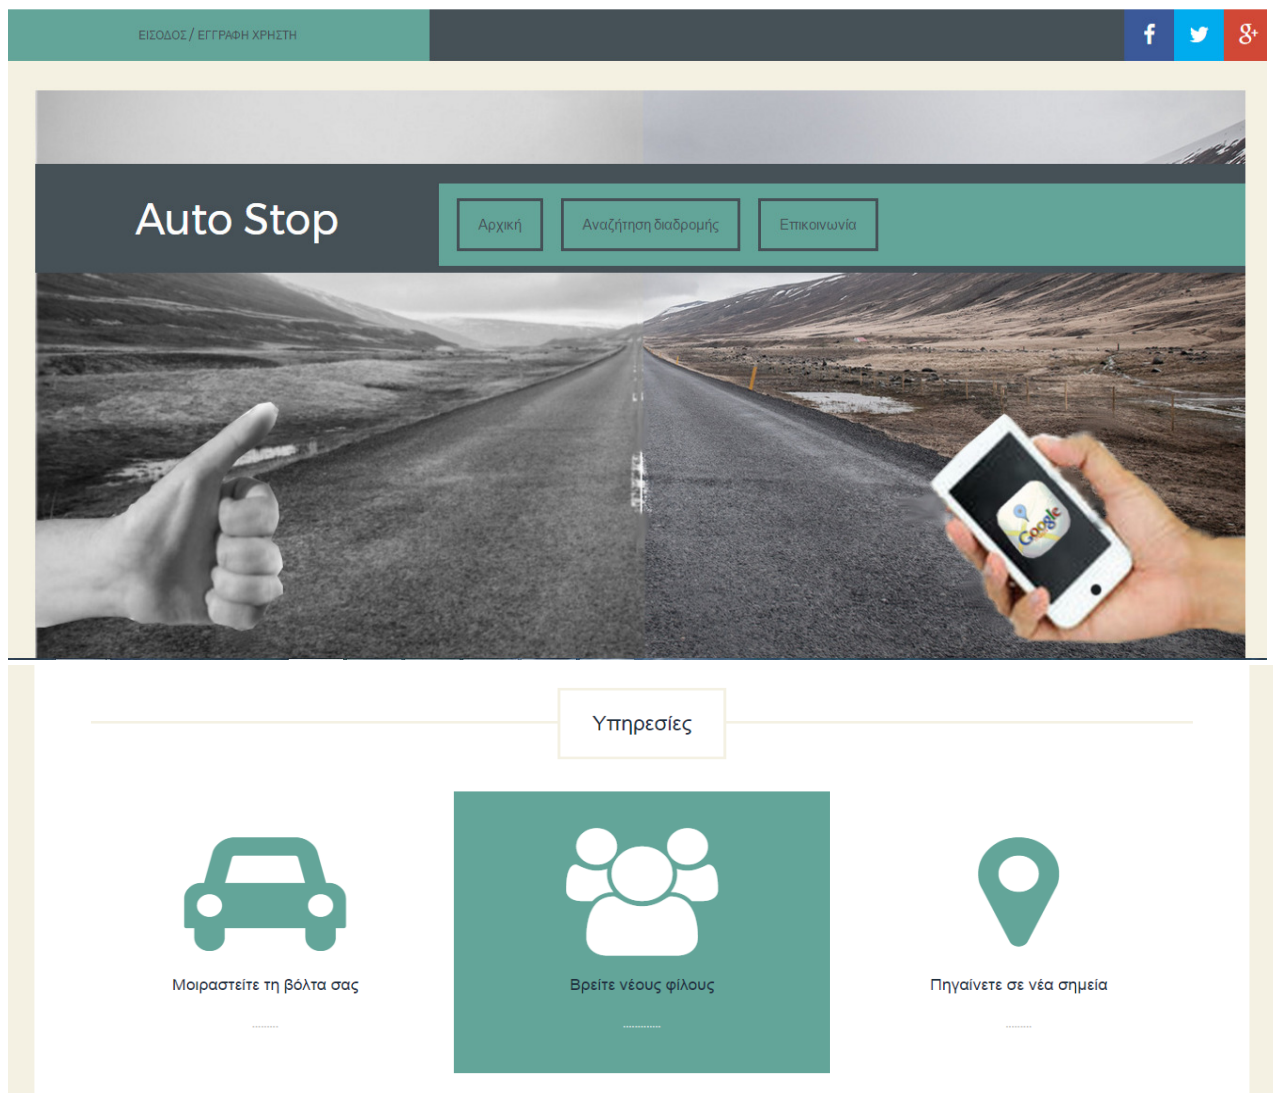 ΕΙΣΟΔΟΣ/ ΕΓΓΡΑΦΗ ΧΡΗΣΤΗ
f
g+
Auto Stop
Αρχική
Αναζήτηση διαδρομής
Επικοινωνία
Google
Υπηρεσίες
Μοιραστείτε τη βόλτα σας
Βρείτε νέους φίλους
Πηγαίνετε σε νέα σημεία